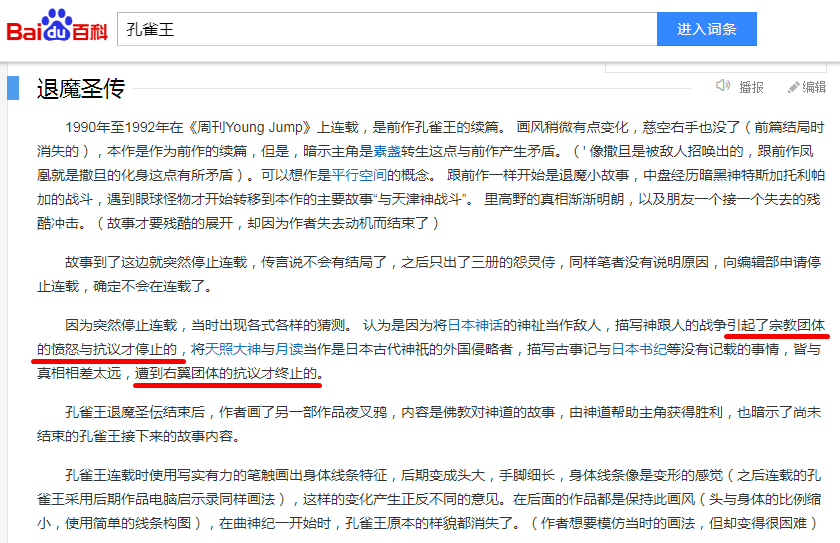 Baidu百科
孔雀王
进入词条
退魔圣传
播报
编辑
1990年至1992年在《周刊Young Jump》上连载，是前作孔雀王的续篇。 画风稍微有点变化，慈空右手也没了（前篇结局时
消失的），本作是作为前作的续篇，但是，暗示主角是素盏转生这点与前作产生矛盾。（' 像撒旦是被敌人招唤出的，跟前作凤
凰就是撒旦的化身这点有所矛盾）。可以想作是平行空间的概念。 跟前作一样开始是退魔小故事，中盘经历暗黑神特斯加托利帕
加的战斗，遇到眼球怪物才开始转移到本作的主要故事“与天津神战斗”。 里高野的真相渐渐明朗，以及朋友一个接一个失去的残
酷冲击。（故事才要残酷的展开，却因为作者失去动机而结束了）
故事到了这边就突然停止连载，传言说不会有结局了，之后只出了三册的怨灵侍，同样笔者没有说明原因，向编辑部申请停
止连载，确定不会在连载了。
因为突然停止连载，当时出现各式各样的猜测。 认为是因为将日本神话的神祉当作敌人，描写神跟人的战争引起了宗教团体
的愤怒与抗议才停止的，将天照大神与月读当作是日本古代神祇的外国侵略者，描写古事记与日本书纪等没有记载的事情，皆与
真相相差太远，遭到右翼团体的抗议才终止的。
孔雀王退魔圣伝结束后，作者画了另一部作品夜叉鸦，内容是佛教对神道的故事，由神道帮助主角获得胜利，也暗示了尚未
结束的孔雀王接下来的故事内容。
孔雀王连载时使用写实有力的笔触画出身体线条特征，后期变成头大，手脚细长，身体线条像是变形的感觉（之后连载的孔
雀王采用后期作品电脑启示录同样画法），这样的变化产生正反不同的意见。在后面的作品都是保持此画风（头与身体的比例缩
小，使用简单的线条构图），在曲神纪一开始时，孔雀王原本的样貌都消失了。（作者想要模仿当时的画法，但却变得很困难）